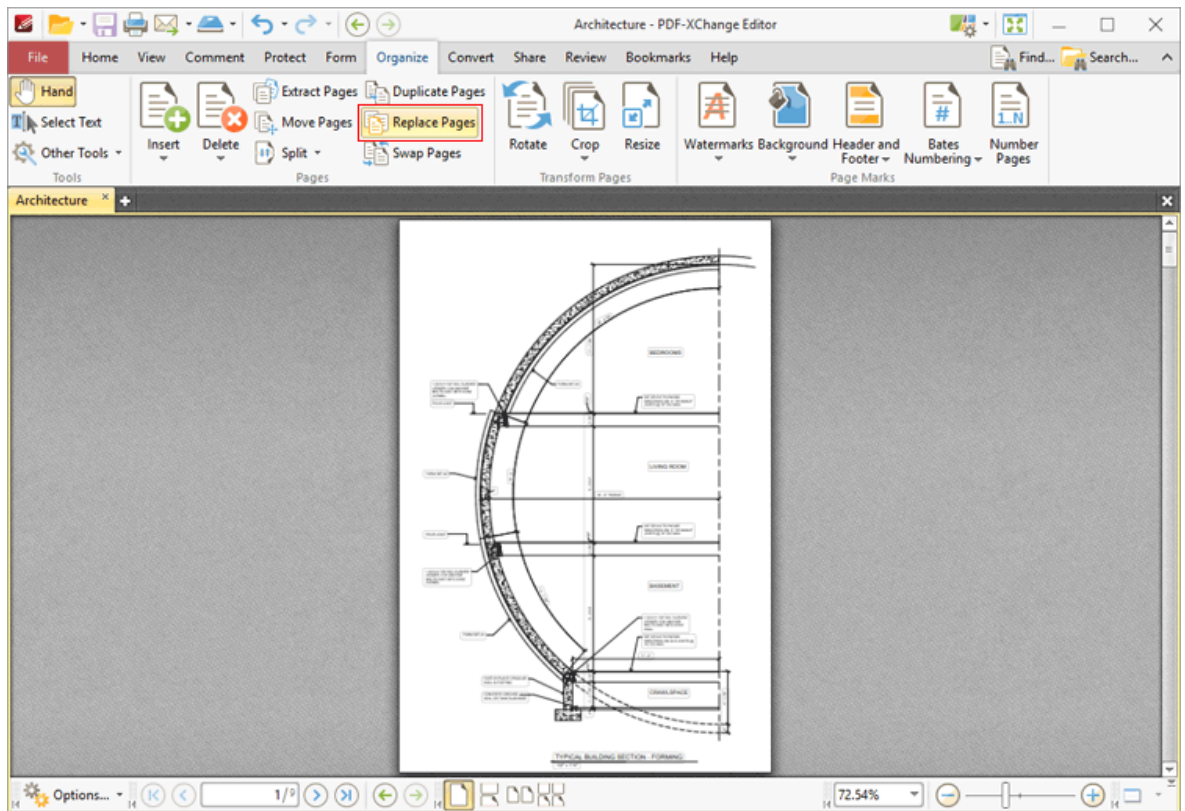 Architecture - PDF-XChange Editor
File Home View Comment Protect Form Organize Convert Share Review Bookmarks Help Find... Search...
Hand
Select Text
Other Tools
Tools
Insert
Delete
Extract Pages
Move Pages
Split
Duplicate Pages
Replace Pages
Swap Pages
Pages
Rotate
Crop
Resize
Transform Pages
Watermarks
Background
Header and
Footer
Bates
Numbering
Number
Pages
Page Marks
Architecture
BEDROOMS
LIVING ROOM
BASEMENT
CRAWLSPACE
TYPICAL BUILDING SECTION - FORMING
Options...
1/9
72.54%